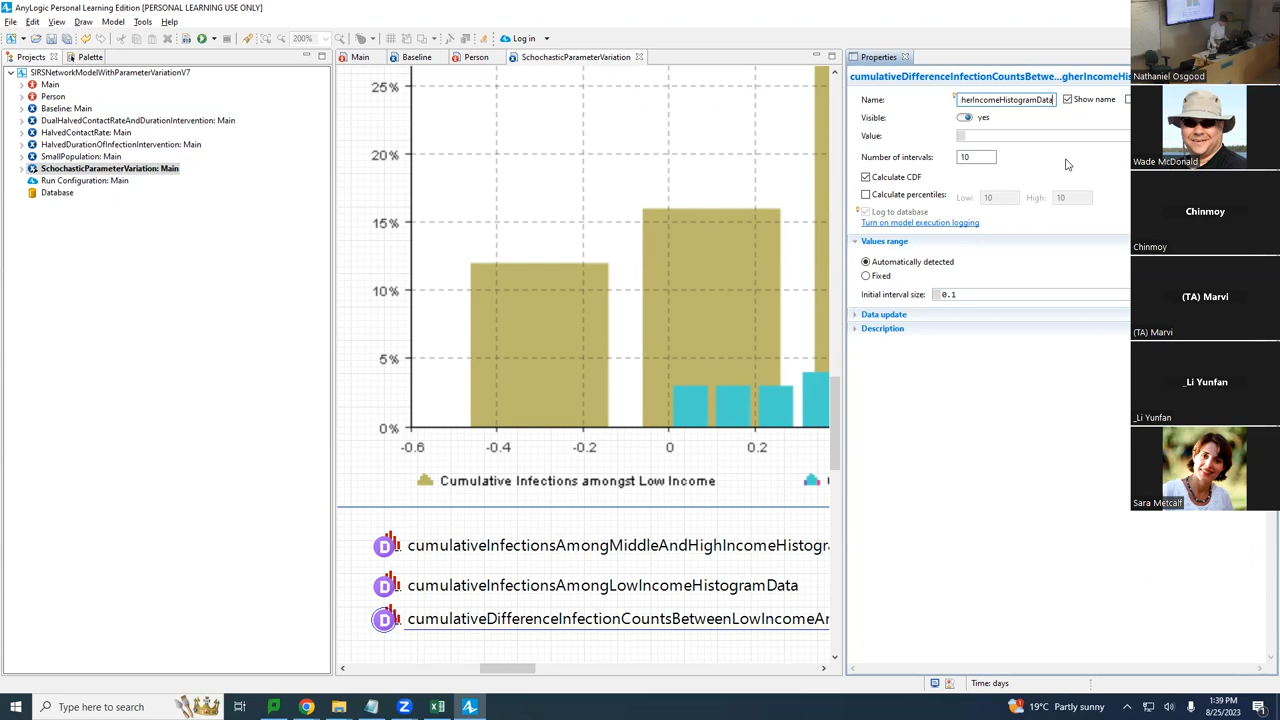 AnyLogic Personal Learning Edition [PERSONAL LEARNING USE ONLY]
File Edit View Draw Model Tools Help
200% Log in
Projects Palette
SIRSNetworkModelWithParameterVariationV7
Main
Person
Baseline: Main
DualHalvedContactRateAndDurationIntervention: Main
HalvedContactRate: Main
HalvedDurationOfInfectionIntervention: Main
SmallPopulation: Main
SchochasticParameterVariation: Main
Run Configuration: Main
Database
Main Baseline Person SchochasticParameterVariation
25%
20%
15%
10%
5%
0%
-0.6 -0.4 -0.2 0 0.2
Cumulative Infections amongst Low Income
cumulativeInfectionsAmongMiddleAndHighIncomeHistogra
cumulativeInfectionsAmongLowIncomeHistogramData
cumulativeDifferenceInfectionCountsBetweenLowIncomeAr
Properties
cumulativeDifferenceInfectionCountsBetwe...gherIncomeHis
Name: herIncomeHistogramData Show name
Visible: yes
Value:
Number of intervals: 10
Calculate CDF
Calculate percentiles: Low: 10 High: 10
Log to database
Turn on model execution logging
Values range
Automatically detected
Fixed
Initial interval size: 0.1
Data update
Description
Nathaniel Osgood
Wade McDonald
Chinmoy
Chinmoy
(TA) Marvi
(TA) Marvi
_Li Yunfan
_Li Yunfan
Sara Metcalf
Time: days
Type here to search
19°C Partly sunny
1:39 PM
8/25/2023
1